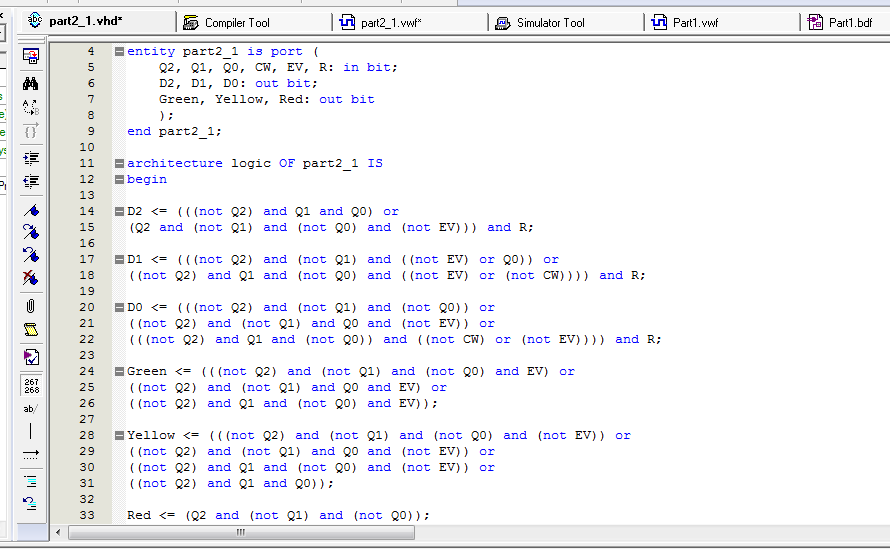 part2_1.vhd*
Compiler Tool
part2_1.vwf*
Simulator Tool
Part1.vwf
Part1.bdf
4 entity part2_1 is port (
5 Q2, Q1, Q0, CW, EV, R: in bit;
6 D2, D1, D0: out bit;
7 Green, Yellow, Red: out bit
8 );
9 end part2_1;
10
11 architecture logic OF part2_1 IS
12 begin
13
14 D2 <= (((not Q2) and Q1 and Q0) or
15 (Q2 and (not Q1) and (not Q0) and (not EV))) and R;
16
17 D1 <= (((not Q2) and (not Q1) and ((not EV) or Q0)) or
18 ((not Q2) and Q1 and (not Q0) and ((not EV) or (not CW)))) and R;
19
20 D0 <= (((not Q2) and (not Q1) and (not Q0)) or
21 ((not Q2) and (not Q1) and Q0 and (not EV)) or
22 (((not Q2) and Q1 and (not Q0)) and ((not CW) or (not EV)))) and R;
23
24 Green <= (((not Q2) and (not Q1) and (not Q0) and EV) or
25 ((not Q2) and (not Q1) and Q0 and EV) or
26 ((not Q2) and Q1 and (not Q0) and EV));
27
28 Yellow <= (((not Q2) and (not Q1) and (not Q0) and (not EV)) or
29 ((not Q2) and (not Q1) and Q0 and (not EV)) or
30 ((not Q2) and Q1 and (not Q0) and (not EV)) or
31 ((not Q2) and Q1 and Q0));
32
33 Red <= (Q2 and (not Q1) and (not Q0));
abc
267
268
ab/